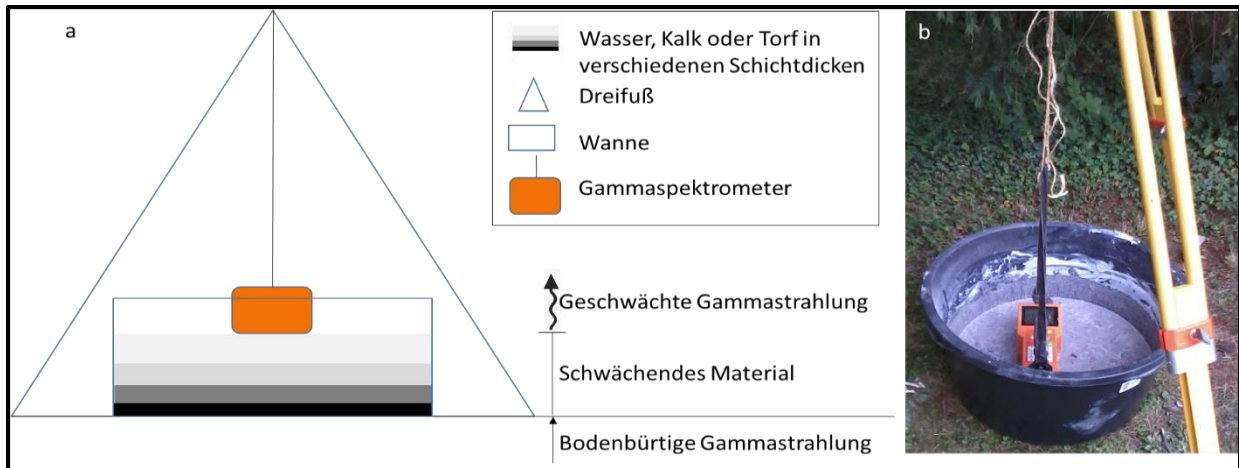 a
Wasser, Kalk oder Torf in
verschiedenen Schichtdicken
Dreifuß
Wanne
Gammaspektrometer
Geschwächte Gammastrahlung
Schwächendes Material
Bodenbürtige Gammastrahlung
b